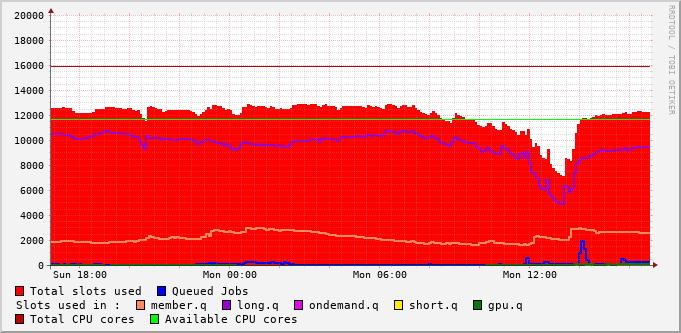 20000
18000
16000
14000
12000
10000
8000
6000
4000
2000
0
Sun 18:00 Mon 00:00 Mon 06:00 Mon 12:00
RRDTOOL / TOBI OETIKER
Total slots used Queued Jobs
Slots used in : member.q long.q ondemand.q short.q gpu.q
Total CPU cores Available CPU cores